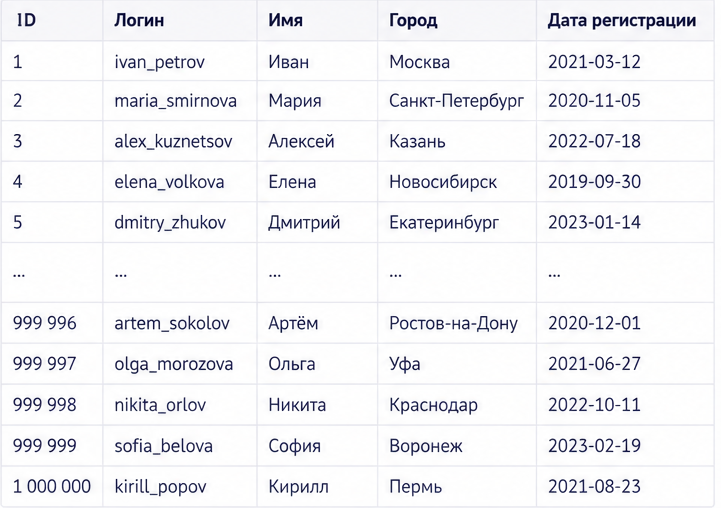 ID Логин Имя Город Дата регистрации
1 ivan_petrov Иван Москва 2021-03-12
2 maria_smirnova Мария Санкт-Петербург 2020-11-05
3 alex_kuznetsov Алексей Казань 2022-07-18
4 elena_volkova Елена Новосибирск 2019-09-30
5 dmitry_zhukov Дмитрий Екатеринбург 2023-01-14
... ... ... ... ...
999 996 artem_sokolov Артём Ростов-на-Дону 2020-12-01
999 997 olga_morozova Ольга Уфа 2021-06-27
999 998 nikita_orlov Никита Краснодар 2022-10-11
999 999 sofia_belova София Воронеж 2023-02-19
1 000 000 kirill_popov Кирилл Пермь 2021-08-23